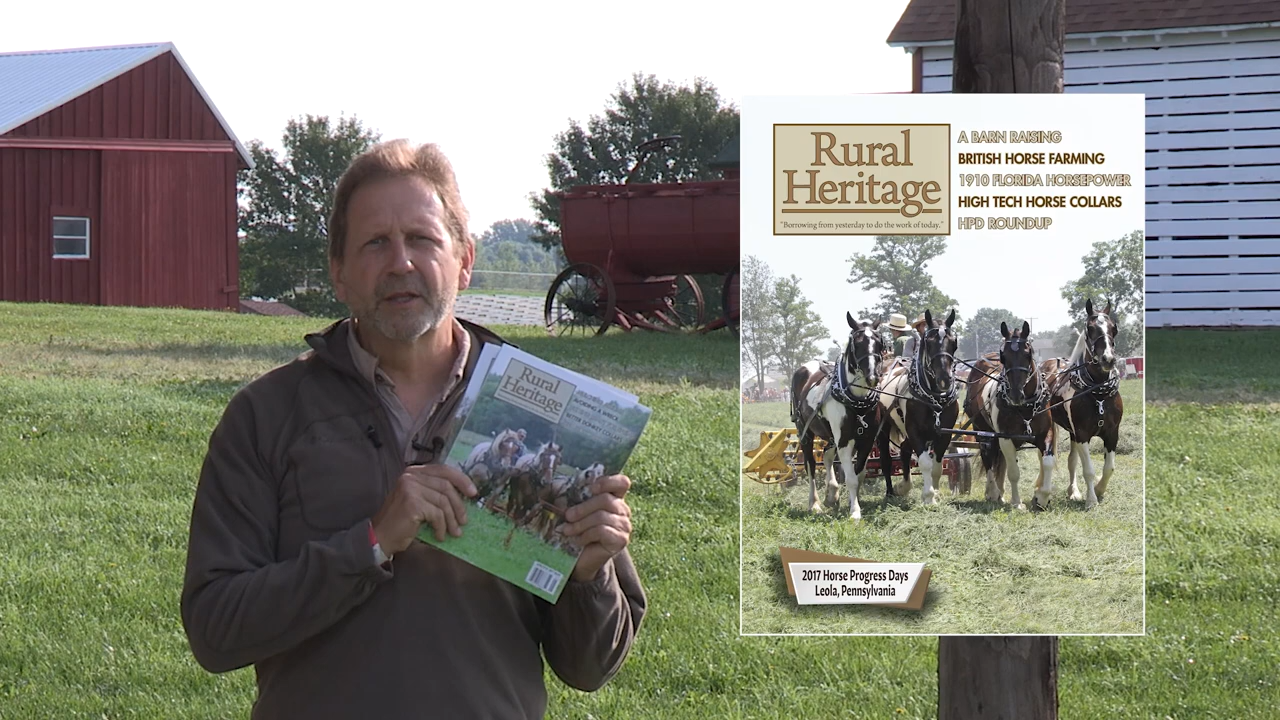 Rural
Heritage
"Borrowing from yesterday to do the work of today."
A BARN RAISING
BRITISH HORSE FARMING
1910 FLORIDA HORSEPOWER
HIGH TECH HORSE COLLARS
HPD ROUNDUP
2017 Horse Progress Days
Leola, Pennsylvania
Rural
Heritage